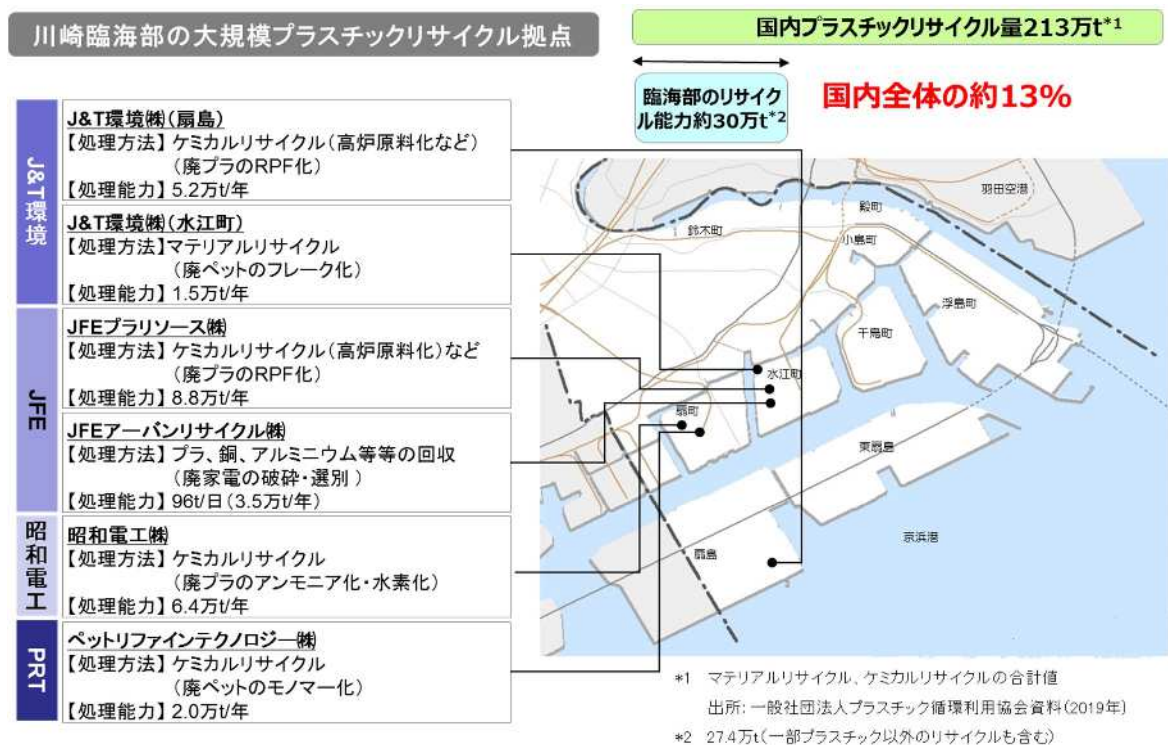 川崎臨海部の大規模プラスチックリサイクル拠点
国内プラスチックリサイクル量213万t*1
臨海部のリサイク
ル能力約30万t*2
国内全体の約13%
J&T環境
J&T環境㈱(扇島)
【処理方法】ケミカルリサイクル(高炉原料化など)
(廃プラのRPF化)
【処理能力】5.2万t/年
J&T環境㈱(水江町)
【処理方法】マテリアルリサイクル
(廃ペットのフレーク化)
【処理能力】1.5万t/年
JFE
JFEプラリソース㈱
【処理方法】ケミカルリサイクル(高炉原料化)など
(廃プラのRPF化)
【処理能力】8.8万t/年
JFEアーバンリサイクル㈱
【処理方法】プラ、銅、アルミニウム等等の回収
(廃家電の破砕・選別 )
【処理能力】96t/日(3.5万t/年)
昭和電工
昭和電工㈱
【処理方法】ケミカルリサイクル
(廃プラのアンモニア化・水素化)
【処理能力】6.4万t/年
PRT
ペットリファインテクノロジー㈱
【処理方法】ケミカルリサイクル
(廃ペットのモノマー化)
【処理能力】2.0万t/年
羽田空港
殿町
鈴木町
小島町
浮島町
千鳥町
水江町
扇町
東扇島
扇島
京浜港
*1 マテリアルリサイクル、ケミカルリサイクルの合計値
出所:一般社団法人プラスチック循環利用協会資料(2019年)
*2 27.4万t(一部プラスチック以外のリサイクルも含む)